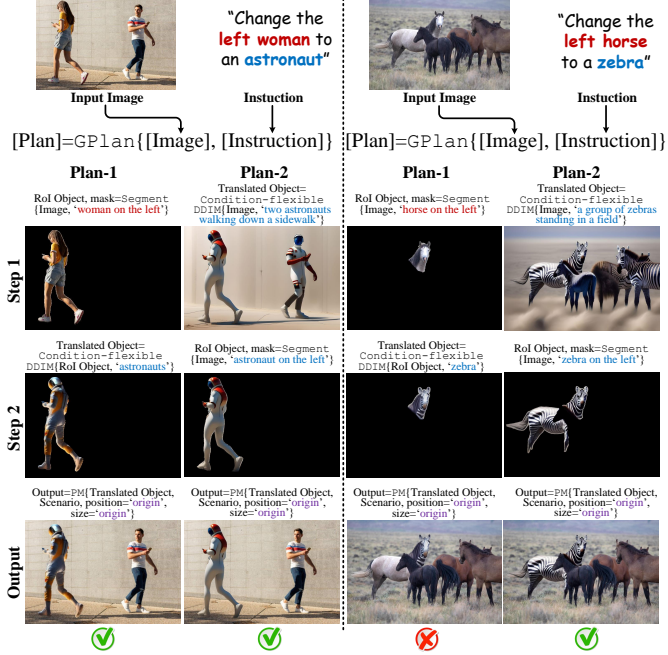 “Change the
left woman to
an astronaut”
Input Image
Instuction
[Plan]=GPlan{[Image], [Instruction]}
Plan-1
Plan-2
RoI Object, mask=Segment
{Image, ‘woman on the left’}
Translated Object=
Condition-flexible
DDIM{Image, ‘two astronauts
walking down a sidewalk’}
Step 1
Translated Object=
Condition-flexible
DDIM{RoI Object, ‘astronauts’}
RoI Object, mask=Segment
{Image, ‘astronaut on the left’}
Step 2
Output=PM{Translated Object,
Scenario, position=‘origin’,
size=‘origin’}
Output=PM{Translated Object,
Scenario, position=‘origin’,
size=‘origin’}
Output
“Change the
left horse
to a zebra”
Input Image
Instuction
[Plan]=GPlan{[Image], [Instruction]}
Plan-1
Plan-2
RoI Object, mask=Segment
{Image, ‘horse on the left’}
Translated Object=
Condition-flexible
DDIM{Image, ‘a group of zebras
standing in a field’}
Translated Object=
Condition-flexible
DDIM{RoI Object, ‘zebra’}
RoI Object, mask=Segment
{Image, ‘zebra on the left’}
Output=PM{Translated Object,
Scenario, position=‘origin’,
size=‘origin’}
Output=PM{Translated Object,
Scenario, position=‘origin’,
size=‘origin’}